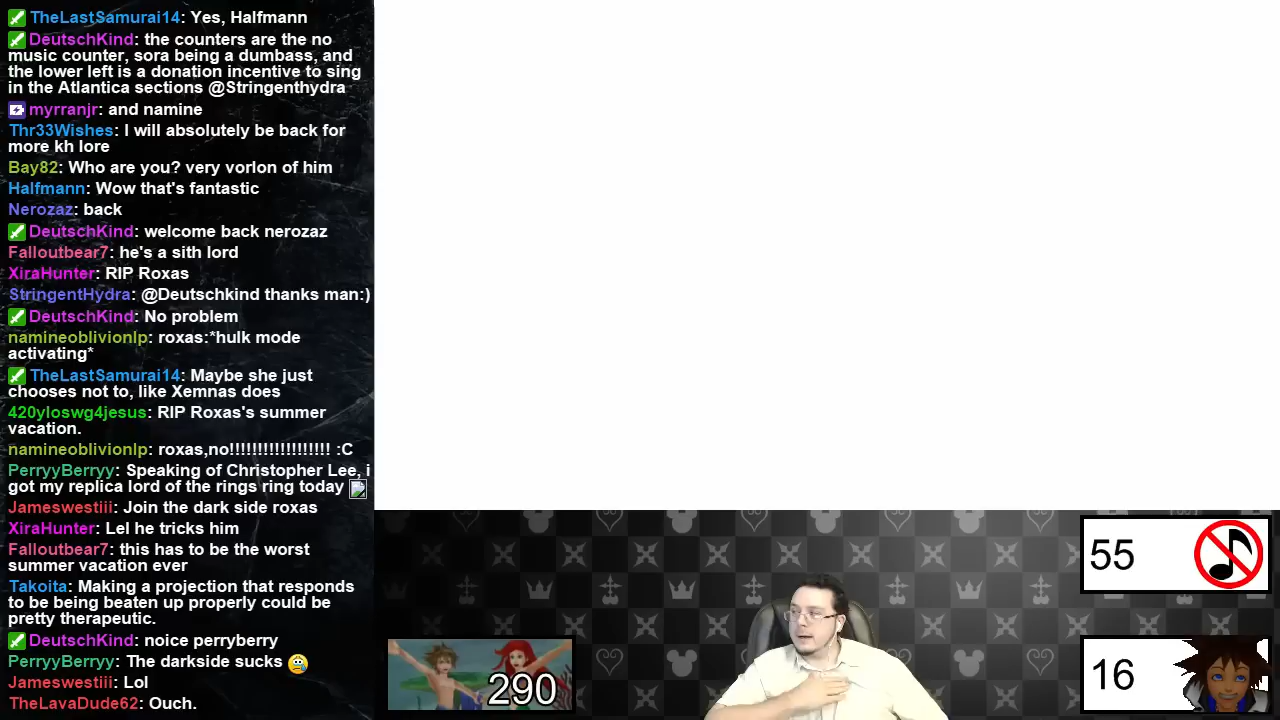 TheLastSamurai14: Yes, Halfmann
DeutschKind: the counters are the no
music counter, sora being a dumbass, and
the lower left is a donation incentive to sing
in the Atlantica sections @Stringenthydra
myrranjr: and namine
Thr33Wishes: I will absolutely be back for
more kh lore
Bay82: Who are you? very vorlon of him
Halfmann: Wow that's fantastic
Nerozaz: back
DeutschKind: welcome back nerozaz
Falloutbear7: he's a sith lord
XiraHunter: RIP Roxas
StringentHydra: @Deutschkind thanks man:)
DeutschKind: No problem
namineoblivionlp: roxas:*hulk mode
activating*
TheLastSamurai14: Maybe she just
chooses not to, like Xemnas does
420yloswg4jesus: RIP Roxas's summer
vacation.
namineoblivionlp: roxas,no!!!!!!!!!!!!!!!!!! :C
PerryyBerryy: Speaking of Christopher Lee, i
got my replica lord of the rings ring today
Jameswestiii: Join the dark side roxas
XiraHunter: Lel he tricks him
Falloutbear7: this has to be the worst
summer vacation ever
Takoita: Making a projection that responds
to be being beaten up properly could be
pretty therapeutic.
DeutschKind: noice perryberry
PerryyBerryy: The darkside sucks
Jameswestiii: Lol
TheLavaDude62: Ouch.
55
290
16